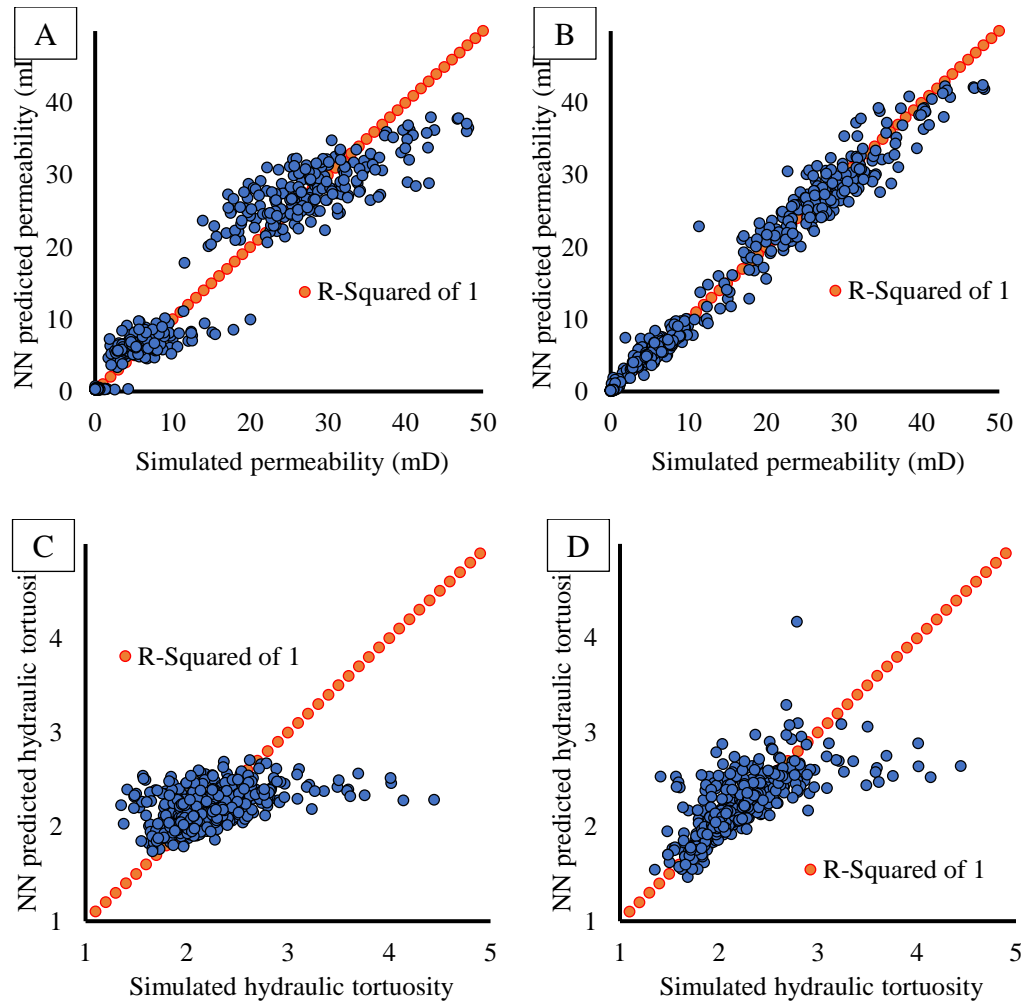 A
NN predicted permeability (mD
40
30
20
10
0
R-Squared of 1
0 10 20 30 40 50
Simulated permeability (mD)
B
NN predicted permeability (mD
40
30
20
10
0
R-Squared of 1
0 10 20 30 40 50
Simulated permeability (mD)
C
NN predicted hydraulic tortuosi
4
3
2
1
R-Squared of 1
1 2 3 4 5
Simulated hydraulic tortuosity
D
NN predicted hydraulic tortuosi
4
3
2
1
R-Squared of 1
1 2 3 4 5
Simulated hydraulic tortuosity